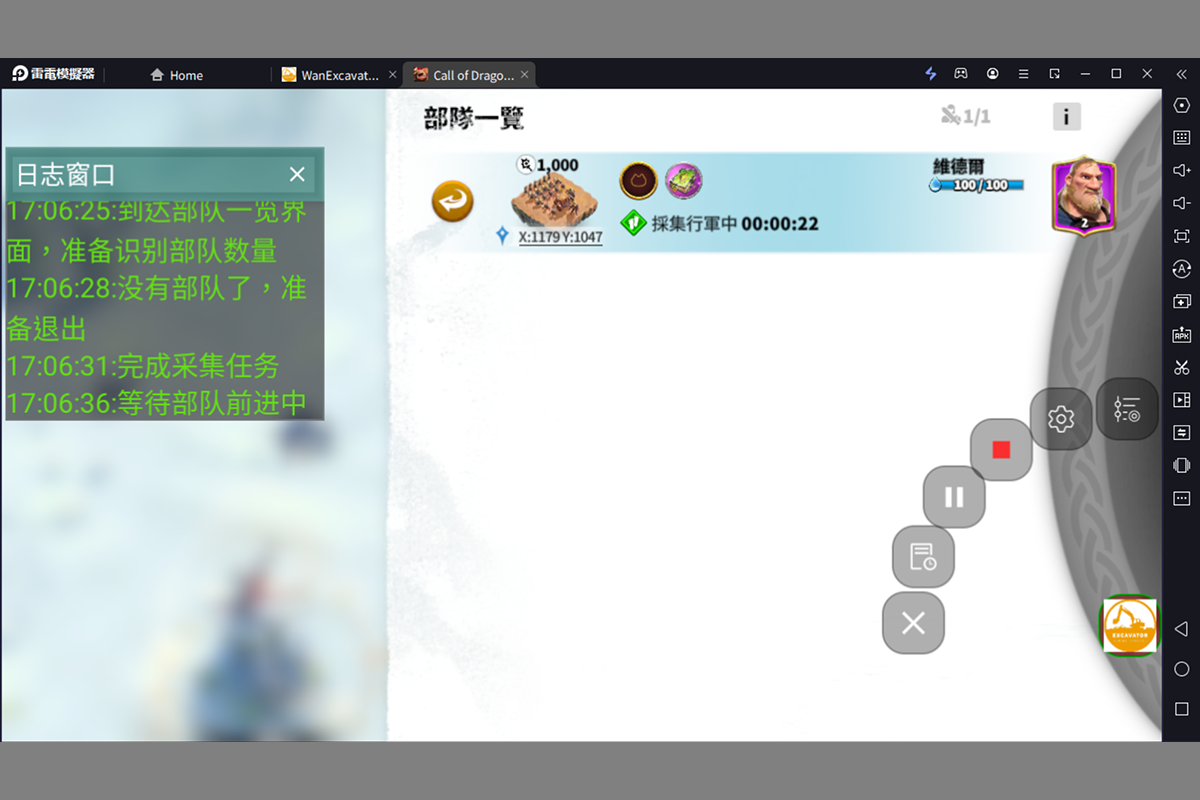 雷電模擬器
Home
WanExcavat...
Call of Drago...
部隊一覽
1/1
i
日志窗口
17:06:25:到达部队一览界
面，准备识别部队数量
17:06:28:没有部队了，准
备退出
17:06:31:完成采集任务
17:06:36:等待部队前进中
1,000
X:1179 Y:1047
採集行軍中 00:00:22
維德爾
100/100
2
A
APK
EXCAVATOR